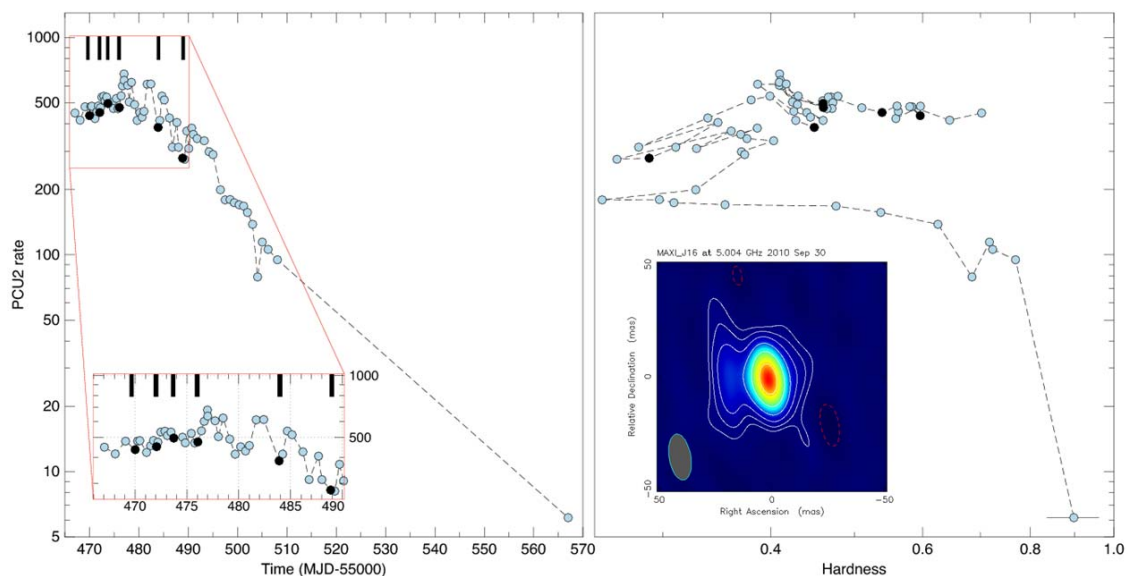 1000
500
200
100
50
20
10
5
PCU2 rate
1000
500
470 475 480 485 490
470 480 490 500 510 520 530 540 550 560 570
Time (MJD-55000)
MAXI_J16 at 5.004 GHz 2010 Sep 30
50
0
-50
Relative Declination (mas)
50 0 -50
Right Ascension (mas)
0.4 0.6 0.8 1.0
Hardness